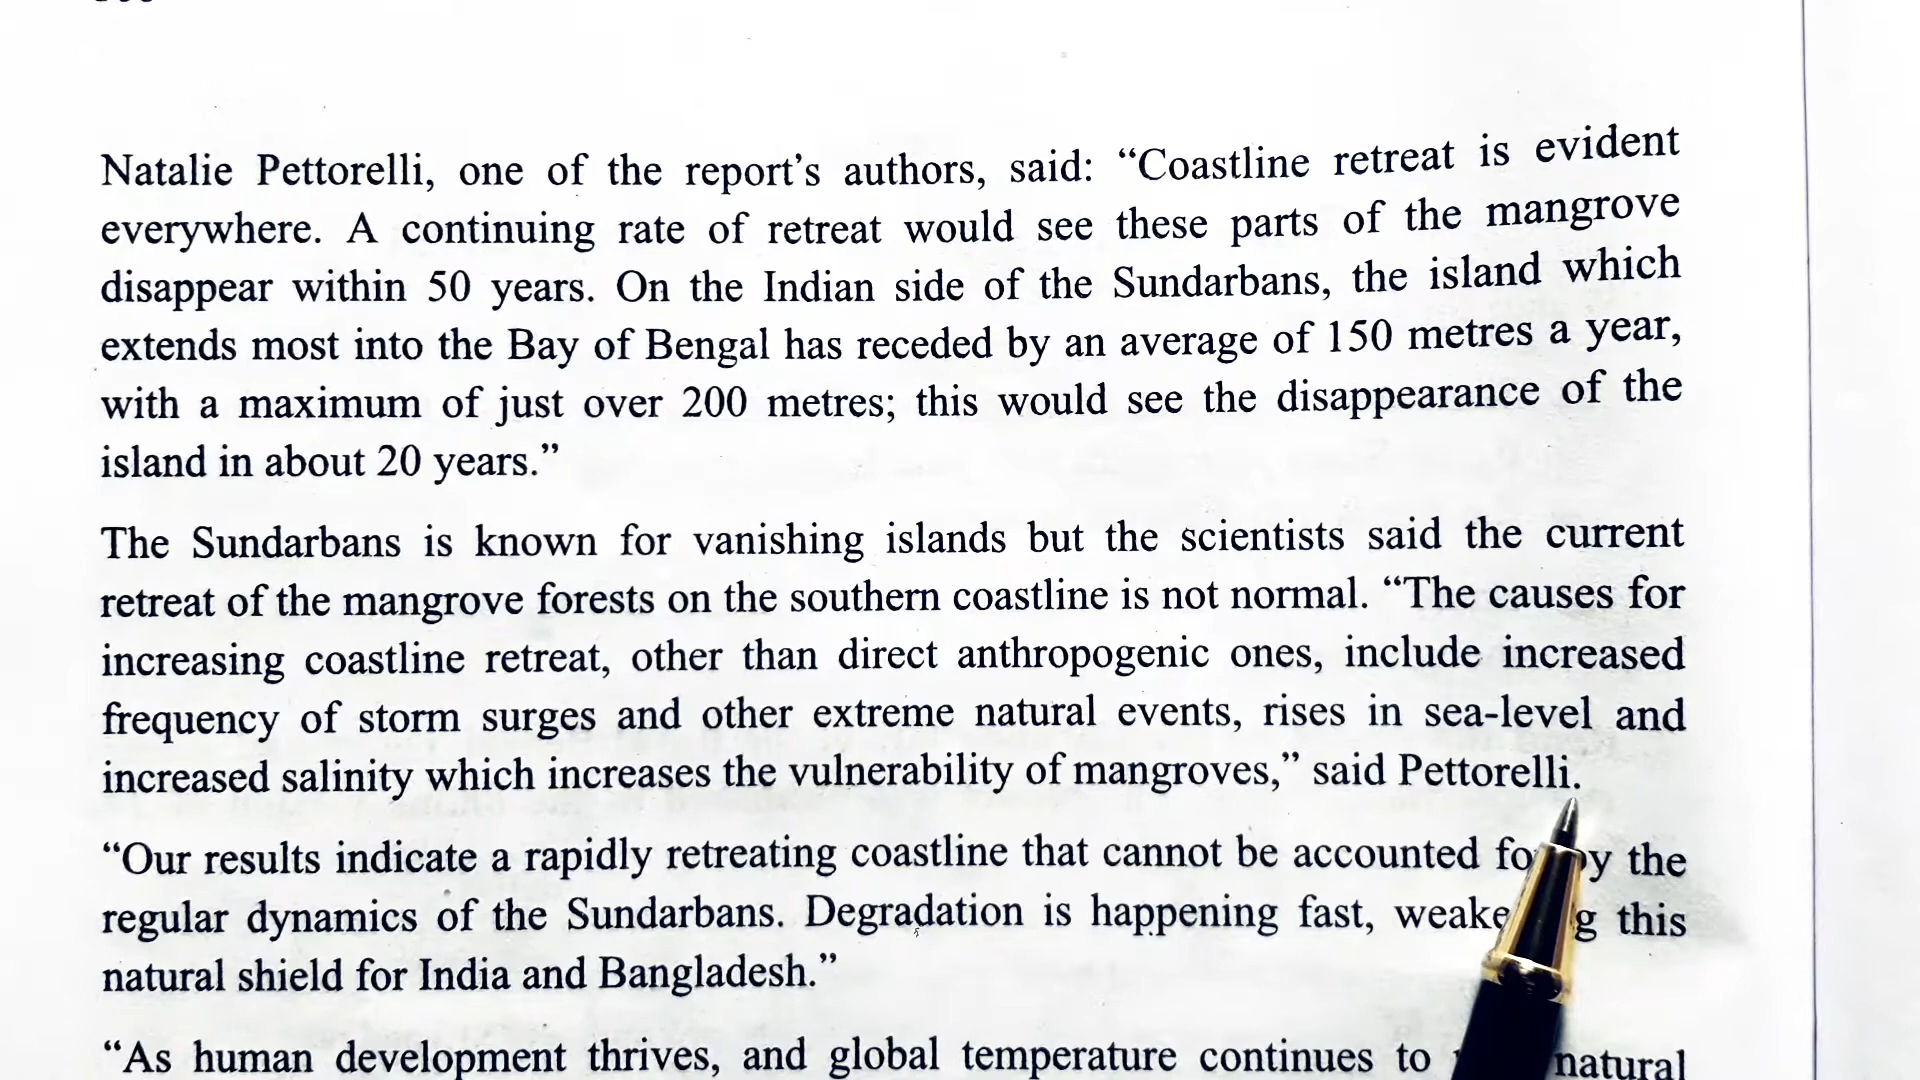 Natalie Pettorelli, one of the report's authors, said: “Coastline retreat is evident
everywhere. A continuing rate of retreat would see these parts of the mangrove
disappear within 50 years. On the Indian side of the Sundarbans, the island which
extends most into the Bay of Bengal has receded by an average of 150 metres a year,
with a maximum of just over 200 metres; this would see the disappearance of the
island in about 20 years.”
The Sundarbans is known for vanishing islands but the scientists said the current
retreat of the mangrove forests on the southern coastline is not normal. “The causes for
increasing coastline retreat, other than direct anthropogenic ones, include increased
frequency of storm surges and other extreme natural events, rises in sea-level and
increased salinity which increases the vulnerability of mangroves,” said Pettorelli.
“Our results indicate a rapidly retreating coastline that cannot be accounted the
regular dynamics of the Sundarbans. Degradation is happening fast, this
natural shield for India and Bangladesh.”
“As human development thrives, and global temperature continues to natural